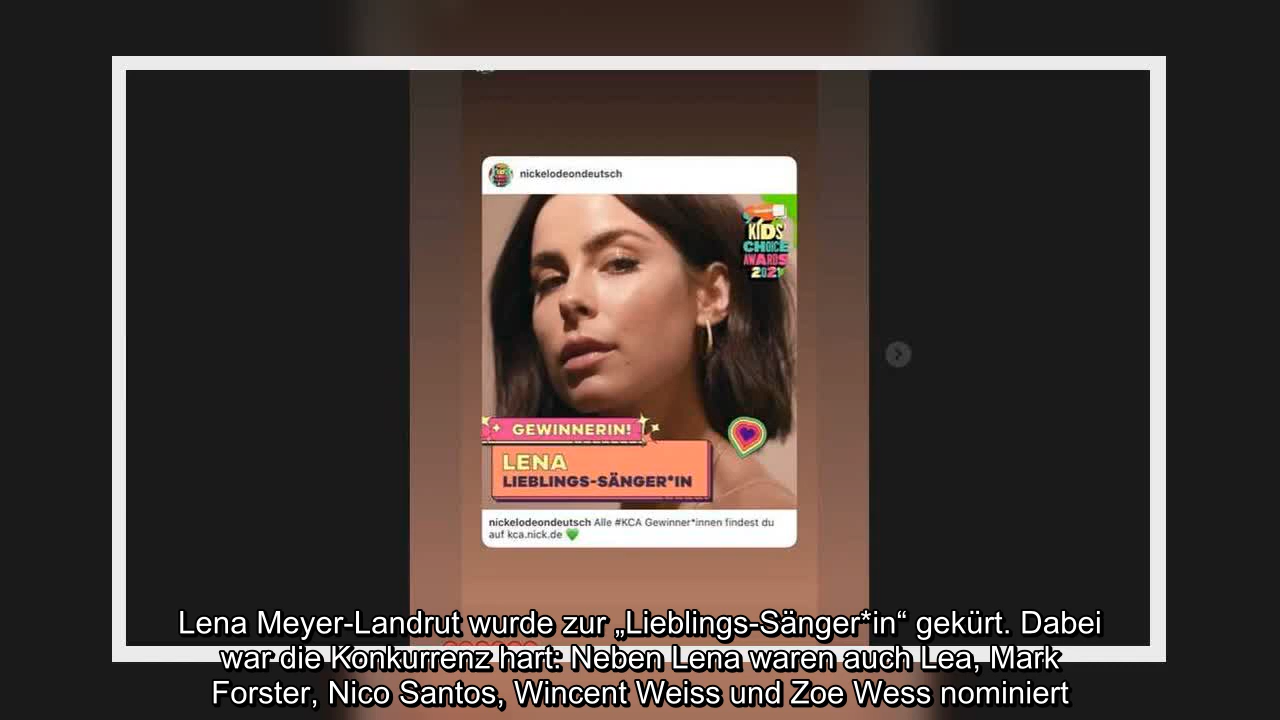 nickelodeondeutsch
KIDS'
CHOICE
AWARDS
2021
GEWINNERIN!
LENA
LIEBLINGS-SÄNGER*IN
nickelodeondeutsch Alle #KCA Gewinner*innen findest du
auf kca.nick.de 💚
Lena Meyer-Landrut wurde zur „Lieblings-Sänger*in“ gekürt. Dabei
war die Konkurrenz hart: Neben Lena waren auch Lea, Mark
Forster, Nico Santos, Wincent Weiss und Zoe Wess nominiert